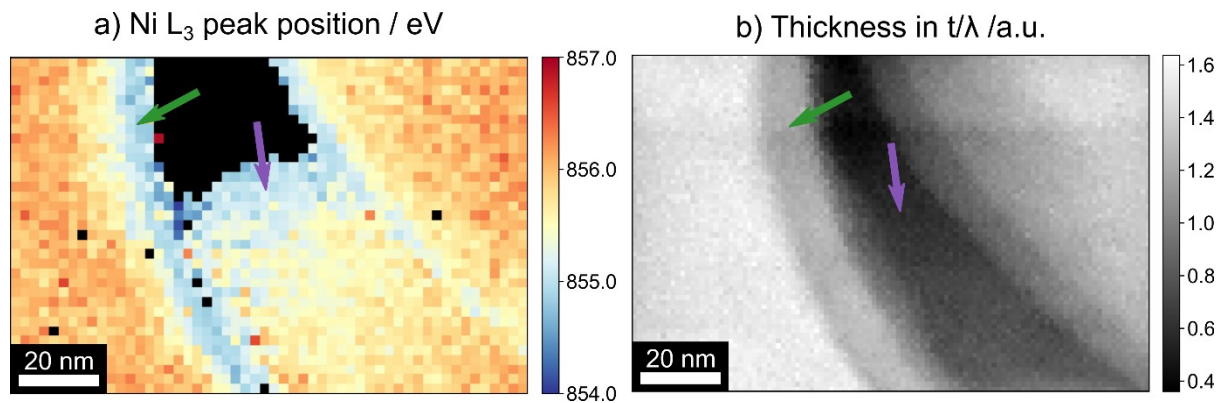 a) Ni L₃ peak position / eV
b) Thickness in t/λ /a.u.
857.0
856.0
855.0
854.0
20 nm
1.6
1.4
1.2
1.0
0.8
0.6
0.4
20 nm